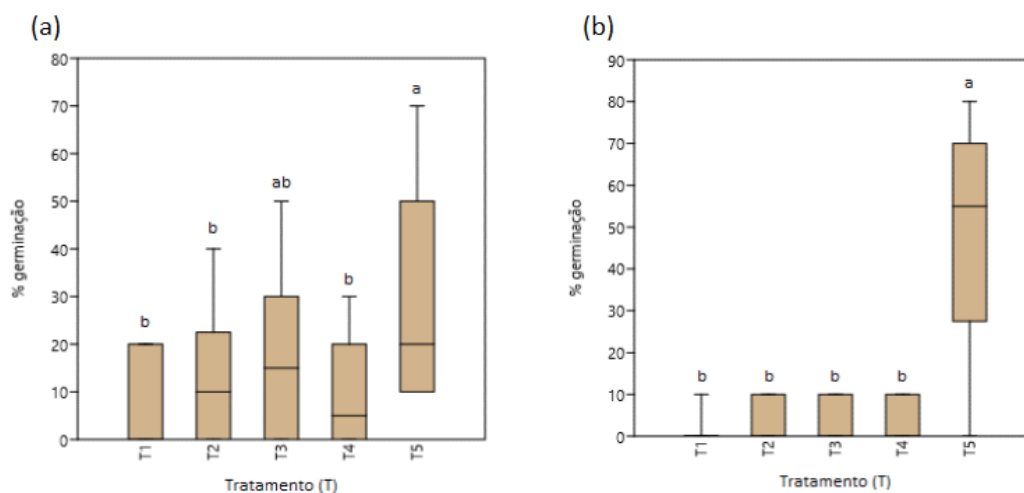 (a)
80
70
60
50
40
30
20
10
0
% germinação
b
b
ab
b
a
T1
T2
T3
T4
T5
Tratamento (T)
(b)
90
80
70
60
50
40
30
20
10
0
% germinação
b
b
b
b
a
T1
T2
T3
T4
T5
Tratamento (T)